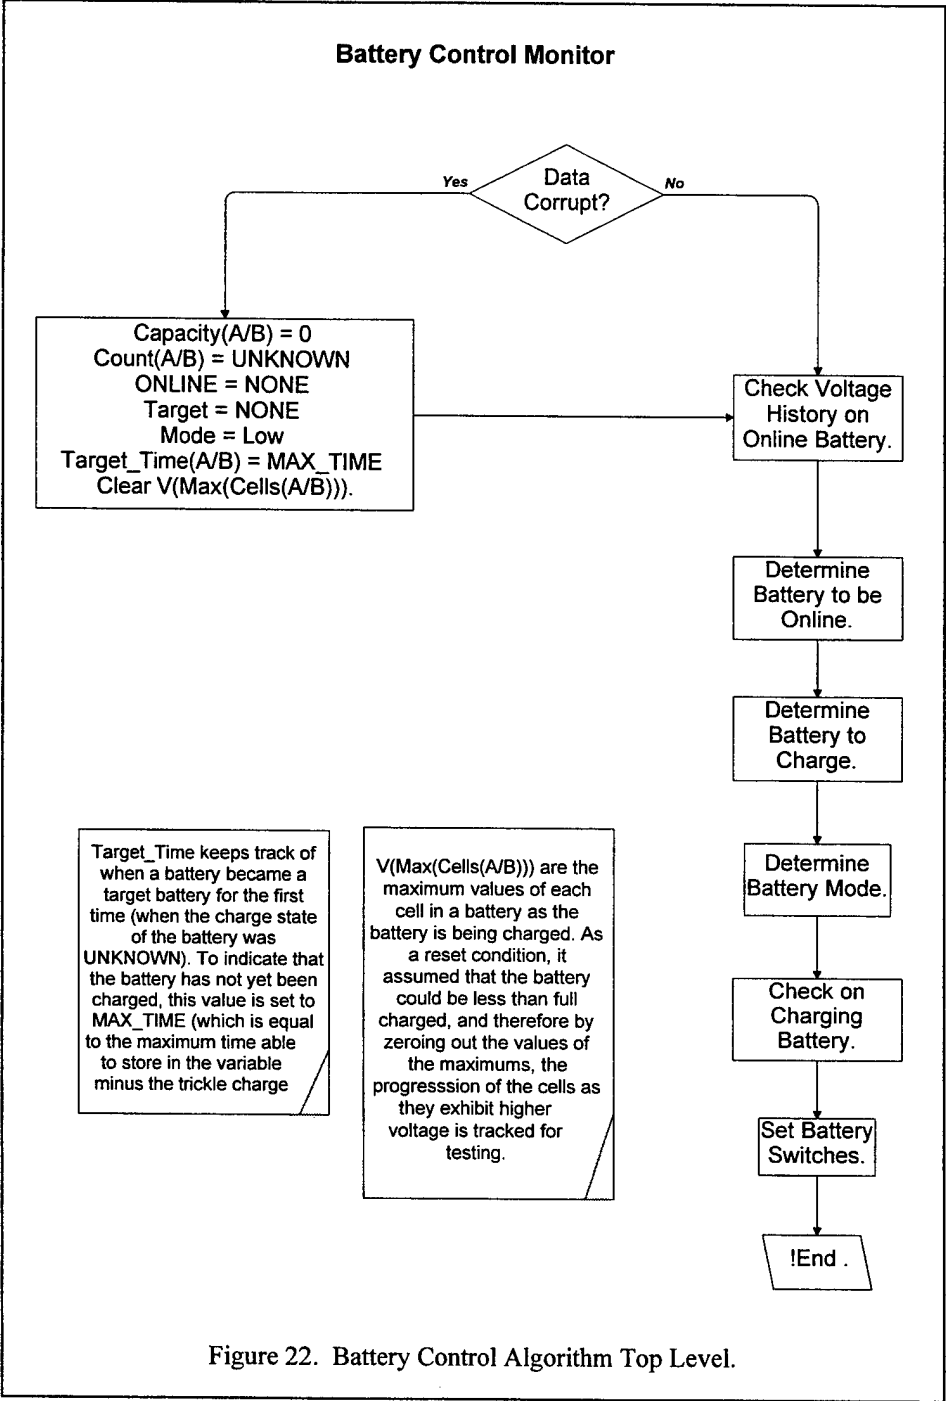 Battery Control Monitor
Data
Corrupt?
Yes
No
Capacity(A/B) = 0
Count(A/B) = UNKNOWN
ONLINE = NONE
Target = NONE
Mode = Low
Target_Time(A/B) = MAX_TIME
Clear V(Max(Cells(A/B))).
Check Voltage
History on
Online Battery.
Determine
Battery to be
Online.
Determine
Battery to
Charge.
Determine
Battery Mode.
Check on
Charging
Battery.
Set Battery
Switches.
!End .
Target_Time keeps track of
when a battery became a
target battery for the first
time (when the charge state
of the battery was
UNKNOWN). To indicate that
the battery has not yet been
charged, this value is set to
MAX_TIME (which is equal
to the maximum time able
to store in the variable
minus the trickle charge
V(Max(Cells(A/B))) are the
maximum values of each
cell in a battery as the
battery is being charged. As
a reset condition, it
assumed that the battery
could be less than full
charged, and therefore by
zeroing out the values of
the maximums, the
progresssion of the cells as
they exhibit higher
voltage is tracked for
testing.
Figure 22. Battery Control Algorithm Top Level.